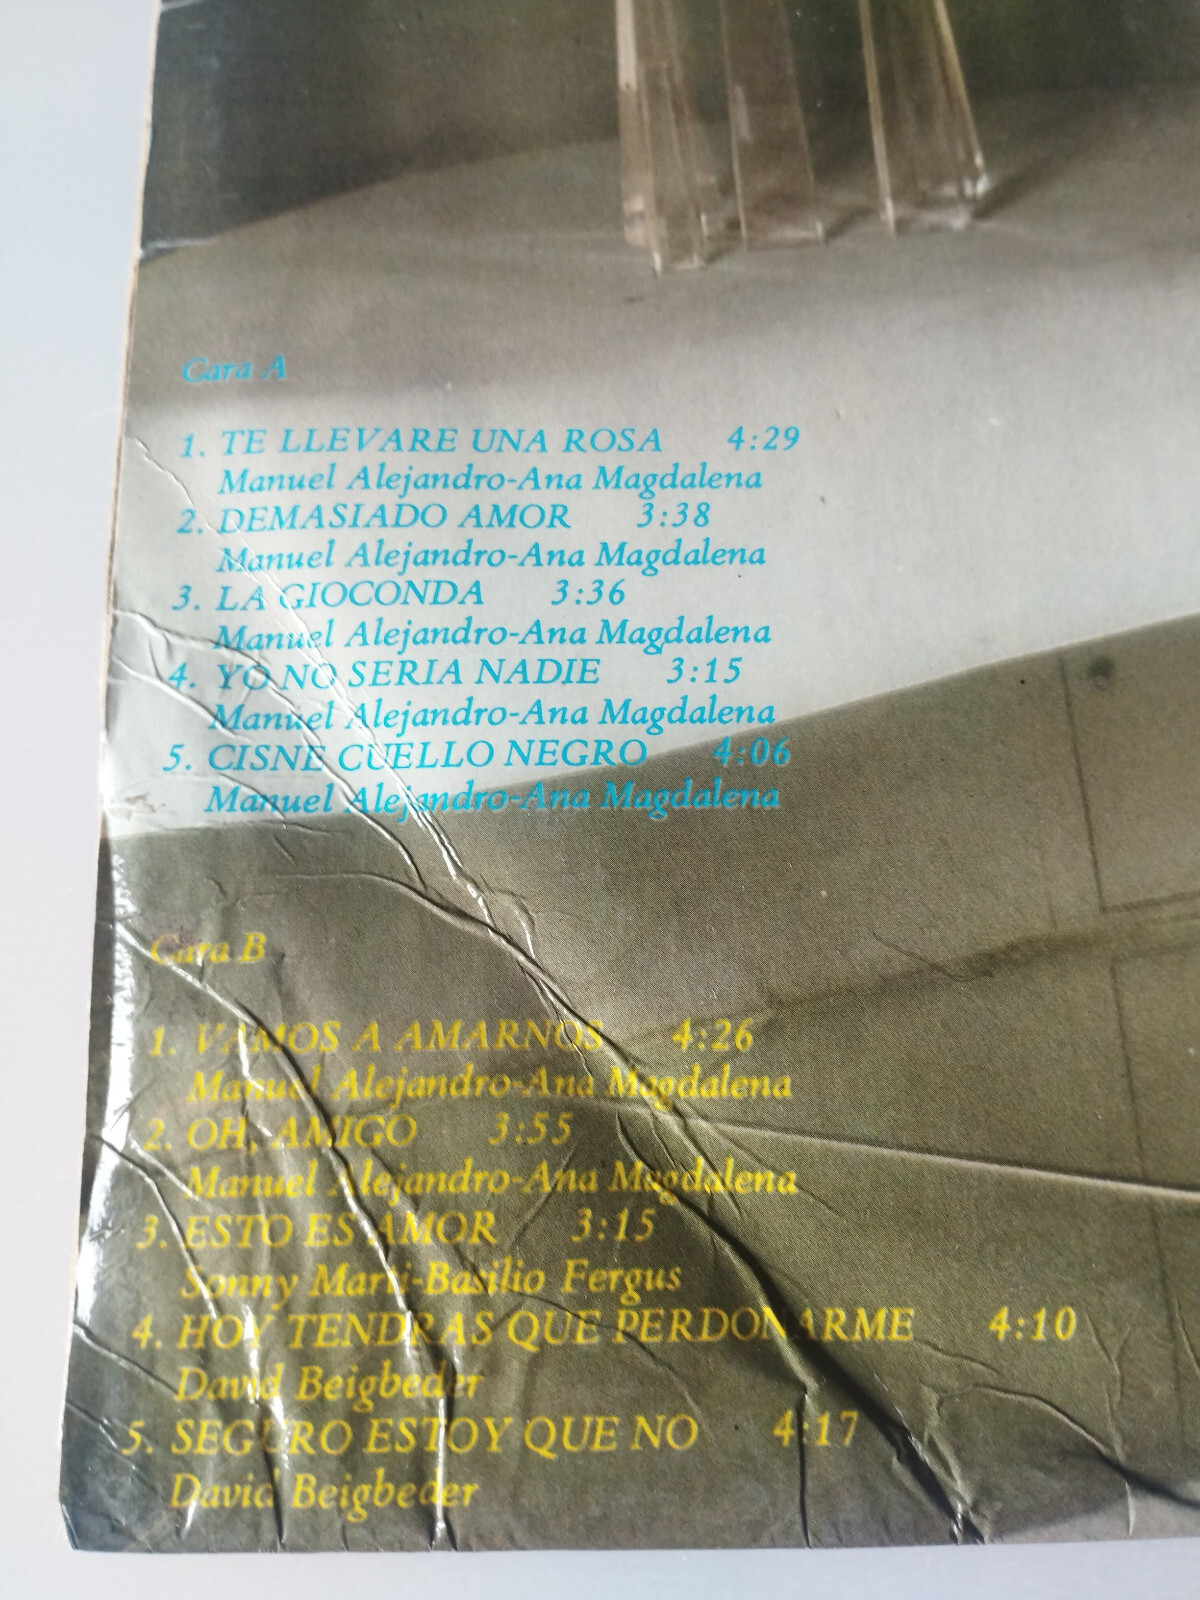 Cara A
1. TE LLEVARE UNA ROSA 4:29
Manuel Alejandro-Ana Magdalena
2. DEMASIADO AMOR 3:38
Manuel Alejandro-Ana Magdalena
3. LA GIOCONDA 3:36
Manuel Alejandro-Ana Magdalena
4. YO NO SERIA NADIE 3:15
Manuel Alejandro-Ana Magdalena
5. CISNE CUELLO NEGRO 4:06
Manuel Alejandro-Ana Magdalena
Cara B
1. VAMOS A AMARNOS 4:26
Manuel Alejandro-Ana Magdalena
2. OH, AMIGO 3:55
Manuel Alejandro-Ana Magdalena
3. ESTO ES AMOR 3:15
Sonny Marti-Basilio Fergus
4. HOY TENDRAS QUE PERDONARME 4:10
David Beigbeder
5. SEGURO ESTOY QUE NO 4:17
David Beigbeder